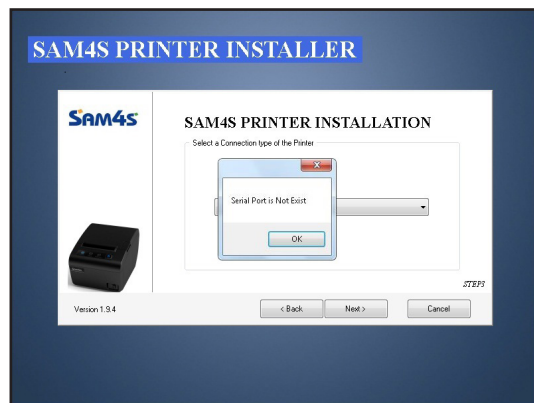 SAM4S PRINTER INSTALLER
SAM4S
SAM4S PRINTER INSTALLATION
Select a Connection type of the Printer
Serial Port is Not Exist
OK
STEP3
Version 1.9.4
< Back
Next >
Cancel